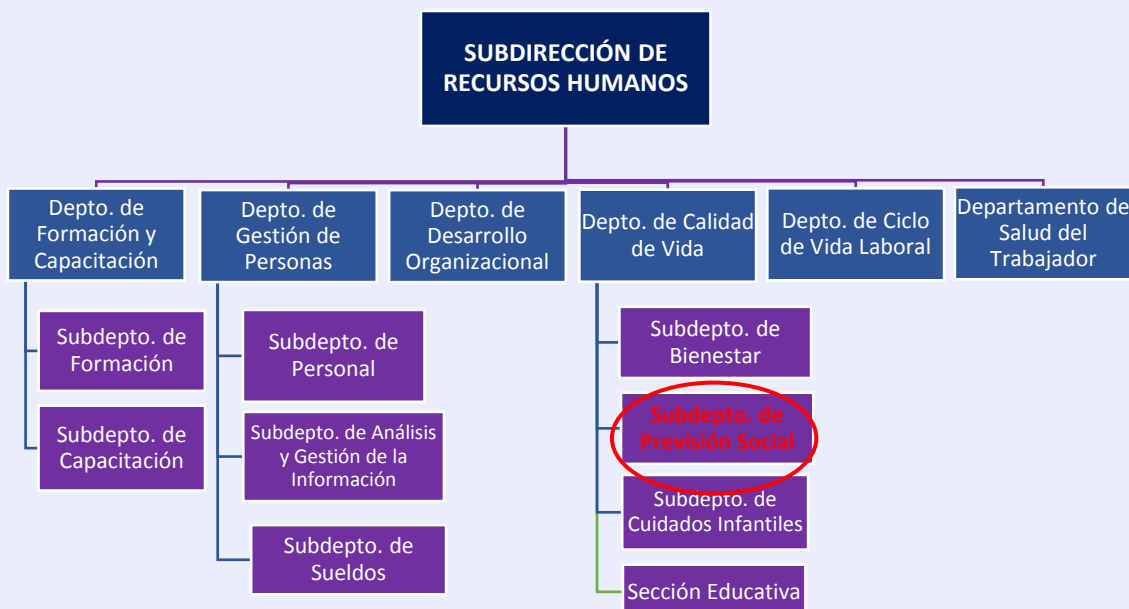 SUBDIRECCIÓN DE
RECURSOS HUMANOS
Depto. de
Formación y
Capacitación
Depto. de
Gestión de
Personas
Depto. de
Desarrollo
Organizacional
Depto. de Calidad
de Vida
Depto. de Ciclo
de Vida Laboral
Departamento de
Salud del
Trabajador
Subdepto. de
Formación
Subdepto. de
Capacitación
Subdepto. de
Personal
Subdepto. de Análisis
y Gestión de la
Información
Subdepto. de
Sueldos
Subdepto. de
Bienestar
Subdepto. de
Previsión Social
Subdepto. de
Cuidados Infantiles
Sección Educativa